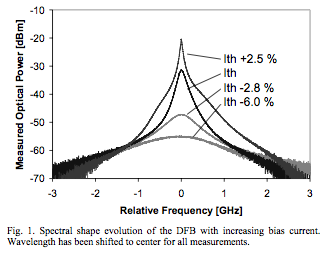 -10
-20
-30
-40
-50
-60
-70
Measured Optical Power [dBm]
Ith +2.5 %
Ith
Ith -2.8 %
Ith -6.0 %
-3 -2 -1 0 1 2 3
Relative Frequency [GHz]
Fig. 1. Spectral shape evolution of the DFB with increasing bias current.
Wavelength has been shifted to center for all measurements.